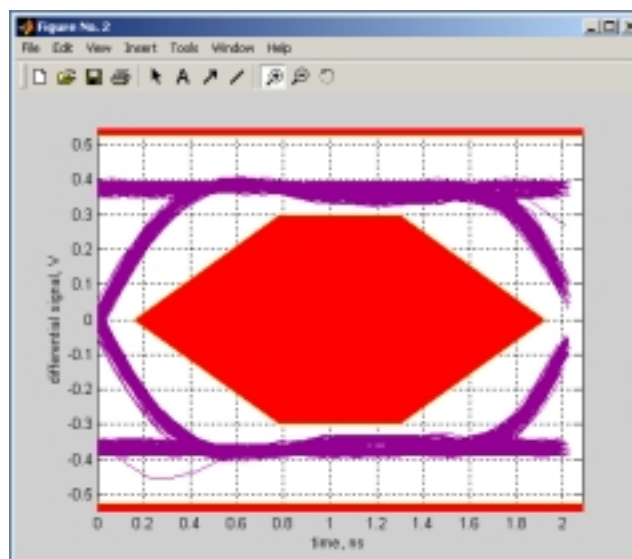 Figure No. 2
File Edit View Insert Tools Window Help
A
0.5
0.4
0.3
0.2
0.1
0
-0.1
-0.2
-0.3
-0.4
-0.5
differential signal, V
0 0.2 0.4 0.6 0.8 1 1.2 1.4 1.6 1.8 2
time, ns